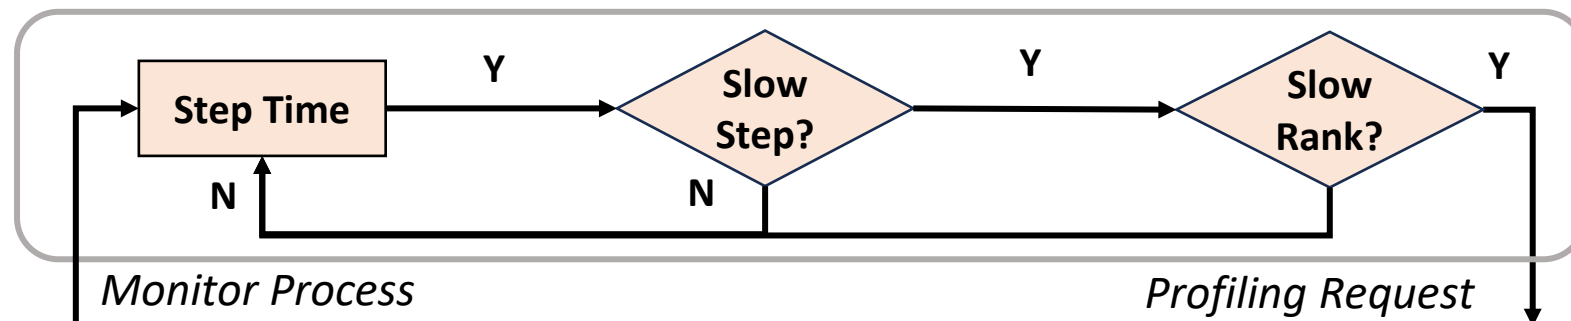 Step Time
Y
Slow
Step?
Y
Slow
Rank?
Y
N
N
Monitor Process
Profiling Request